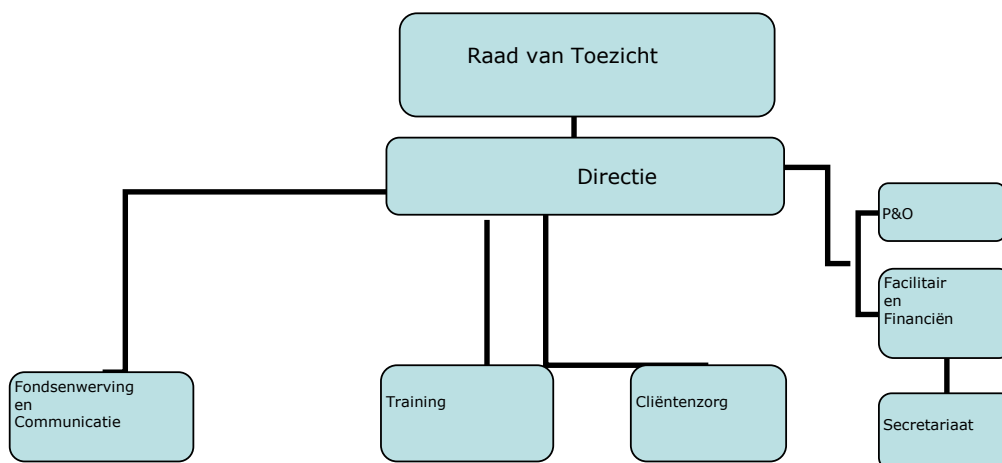 Raad van Toezicht
Directie
P&O
Facilitair
en
Financiën
Fondsenwerving
en
Communicatie
Training
Cliëntenzorg
Secretariaat